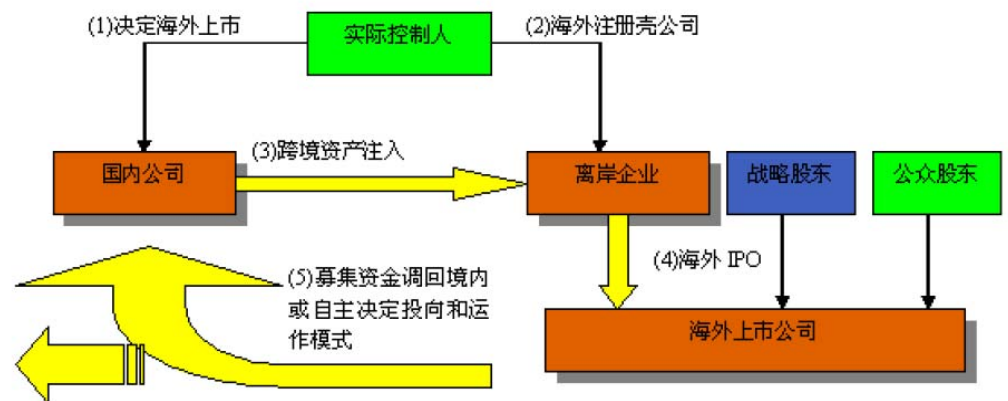 (1)决定海外上市
实际控制人
(2)海外注册壳公司
国内公司
(3)跨境资产注入
离岸企业
战略股东
公众股东
(4)海外 IPO
(5)募集资金调回境内
或自主决定投向和运
作模式
海外上市公司